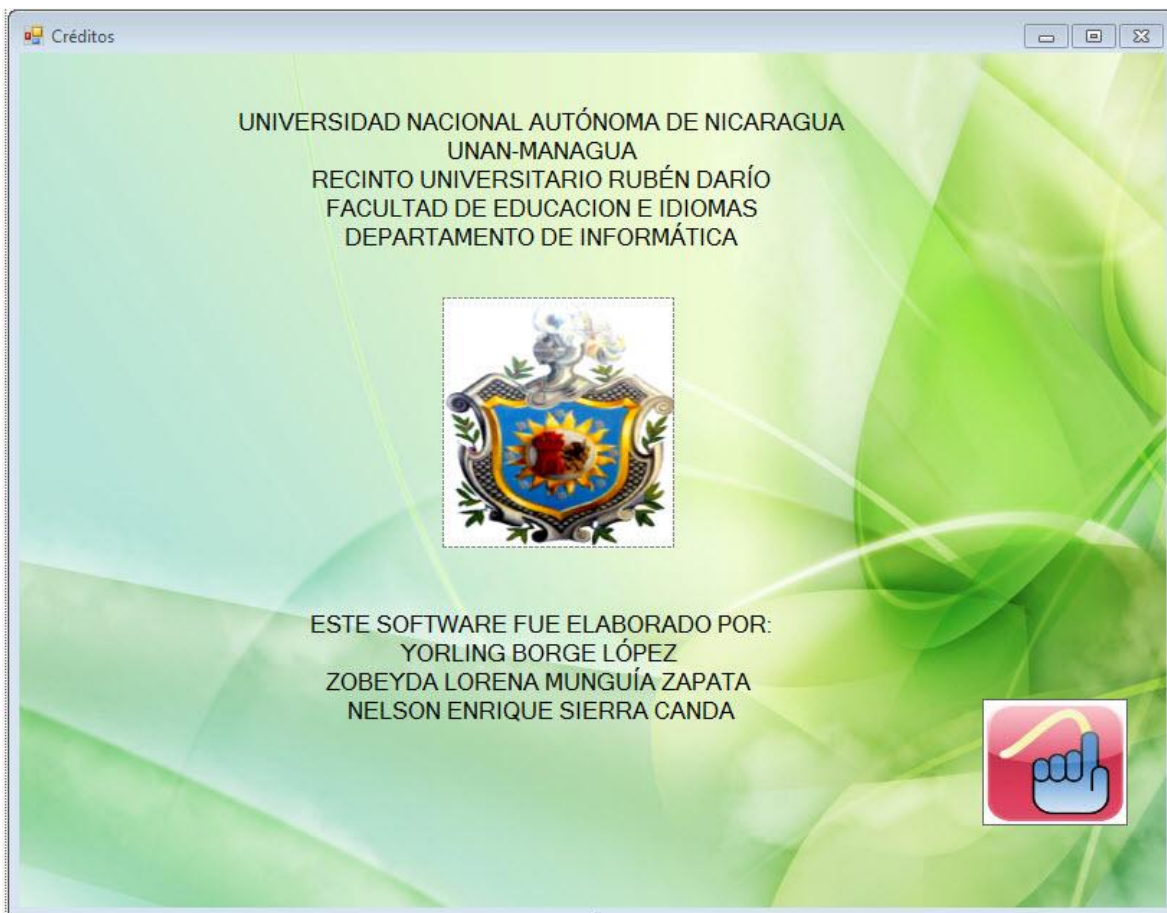 Créditos
UNIVERSIDAD NACIONAL AUTÓNOMA DE NICARAGUA
UNAN-MANAGUA
RECINTO UNIVERSITARIO RUBÉN DARÍO
FACULTAD DE EDUCACION E IDIOMAS
DEPARTAMENTO DE INFORMÁTICA
ESTE SOFTWARE FUE ELABORADO POR:
YORLING BORGE LÓPEZ
ZOBEYDA LORENA MUNGUÍA ZAPATA
NELSON ENRIQUE SIERRA CANDA